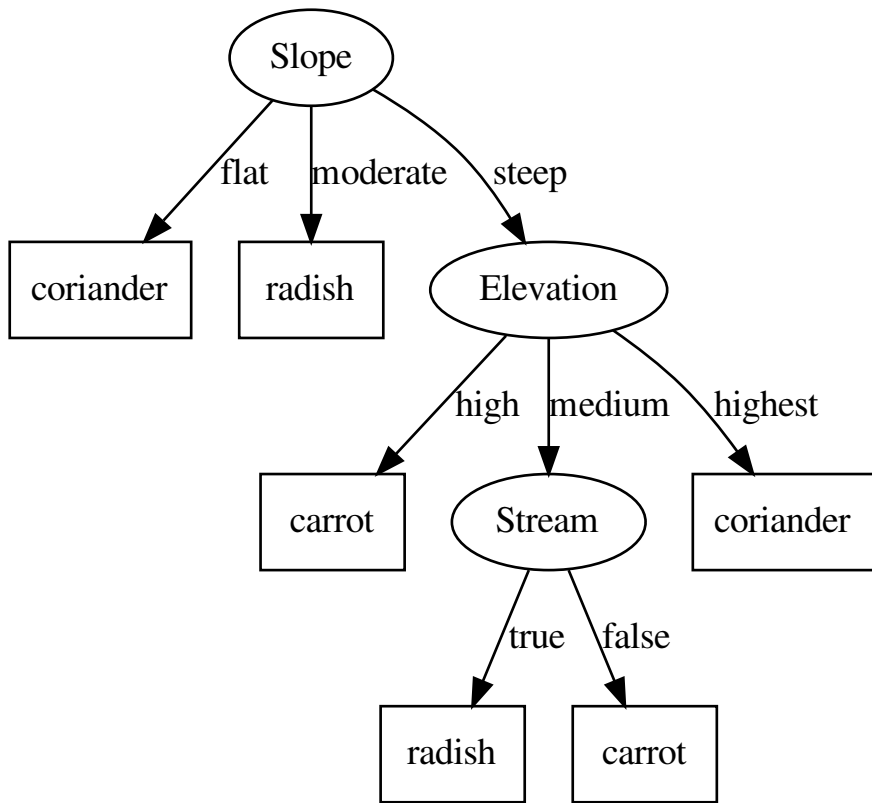 Slope
flat
moderate
steep
coriander
radish
Elevation
high
medium
highest
carrot
Stream
coriander
true
false
radish
carrot